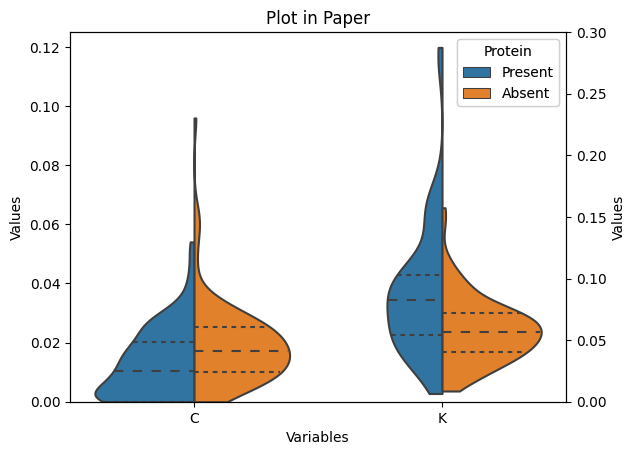 Plot in Paper
Protein
Present
Absent
0.12
0.10
0.08
0.06
0.04
0.02
0.00
Values
0.30
0.25
0.20
0.15
0.10
0.05
0.00
Values
C K
Variables